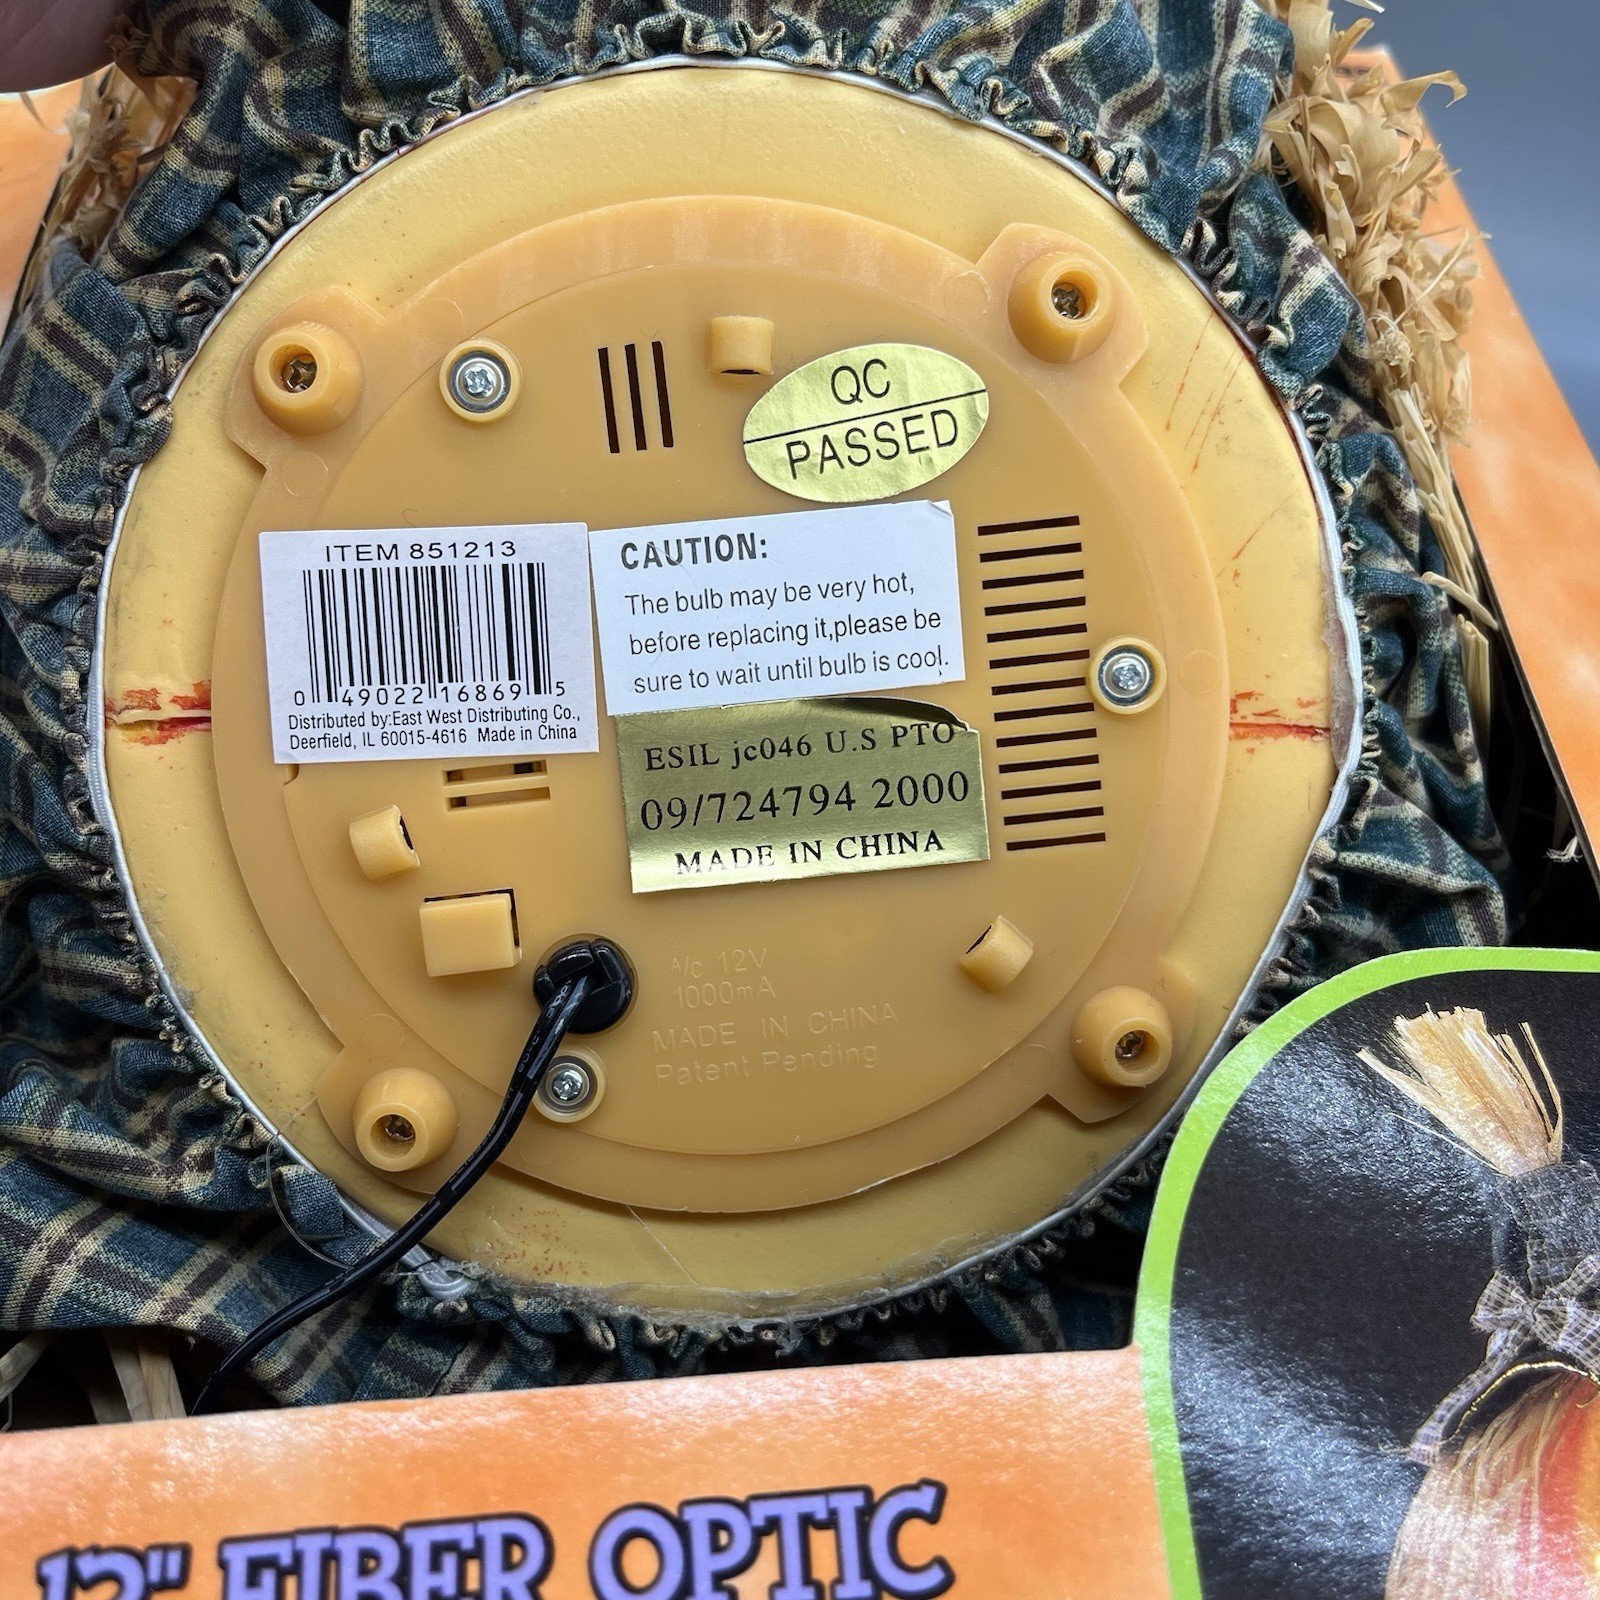 QC
PASSED
ITEM 851213
0 49022 16869 5
Distributed by:East West Distributing Co.,
Deerfield, IL 60015-4616 Made in China
CAUTION:
The bulb may be very hot,
before replacing it,please be
sure to wait until bulb is cool.
ESIL jc046 U.S PTO
09/724794 2000
MADE IN CHINA
A/c 12V
1000mA
MADE IN CHINA
Patent Pending
12" FIBER OPTIC